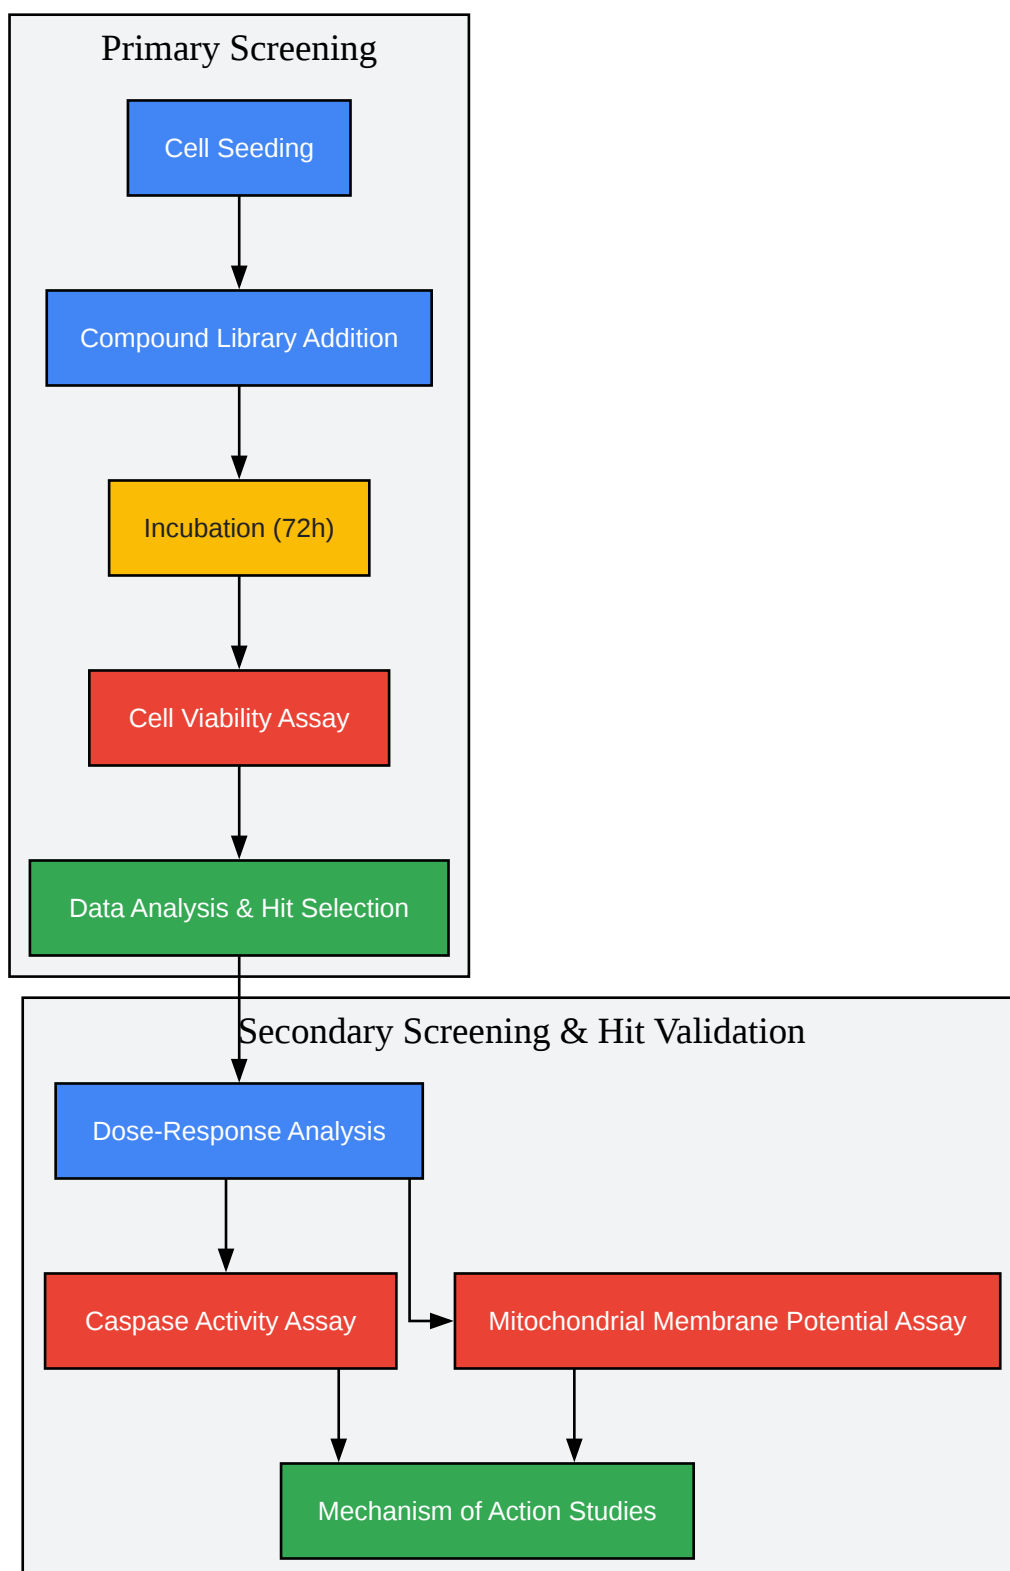 Primary Screening
Cell Seeding
Compound Library Addition
Incubation (72h)
Cell Viability Assay
Data Analysis & Hit Selection
Secondary Screening & Hit Validation
Dose-Response Analysis
Caspase Activity Assay
Mitochondrial Membrane Potential Assay
Mechanism of Action Studies